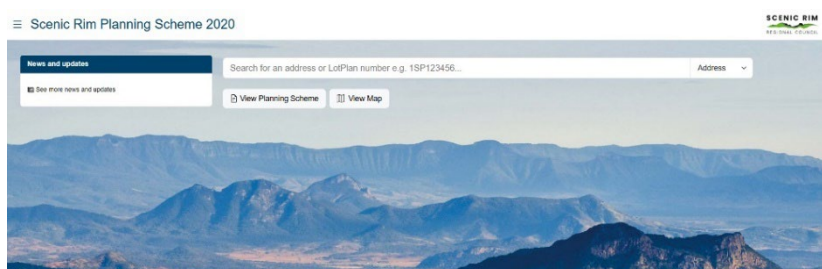 Scenic Rim Planning Scheme 2020
SCENIC RIM
REGIONAL COUNCIL
News and updates
See more news and updates
Search for an address or LotPlan number e.g. 1SP123456...
Address
View Planning Scheme
View Map